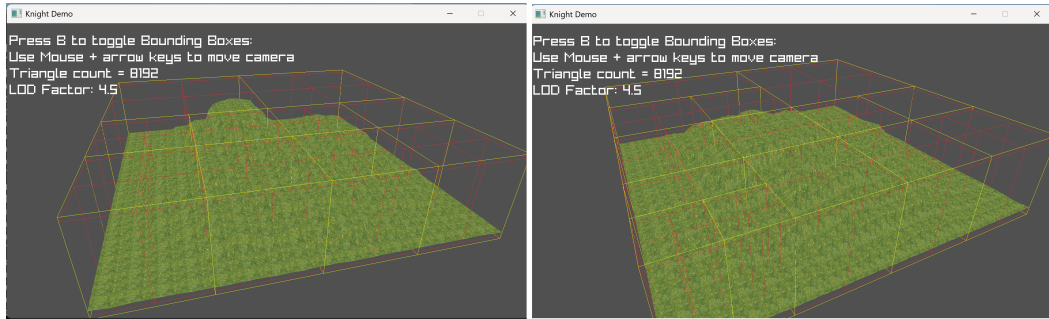 Knight Demo
Press B to toggle Bounding Boxes:
Use Mouse + arrow keys to move camera
Triangle count = 8192
LOD Factor: 4.5
Knight Demo
Press B to toggle Bounding Boxes:
Use Mouse + arrow keys to move camera
Triangle count = 8192
LOD Factor: 4.5